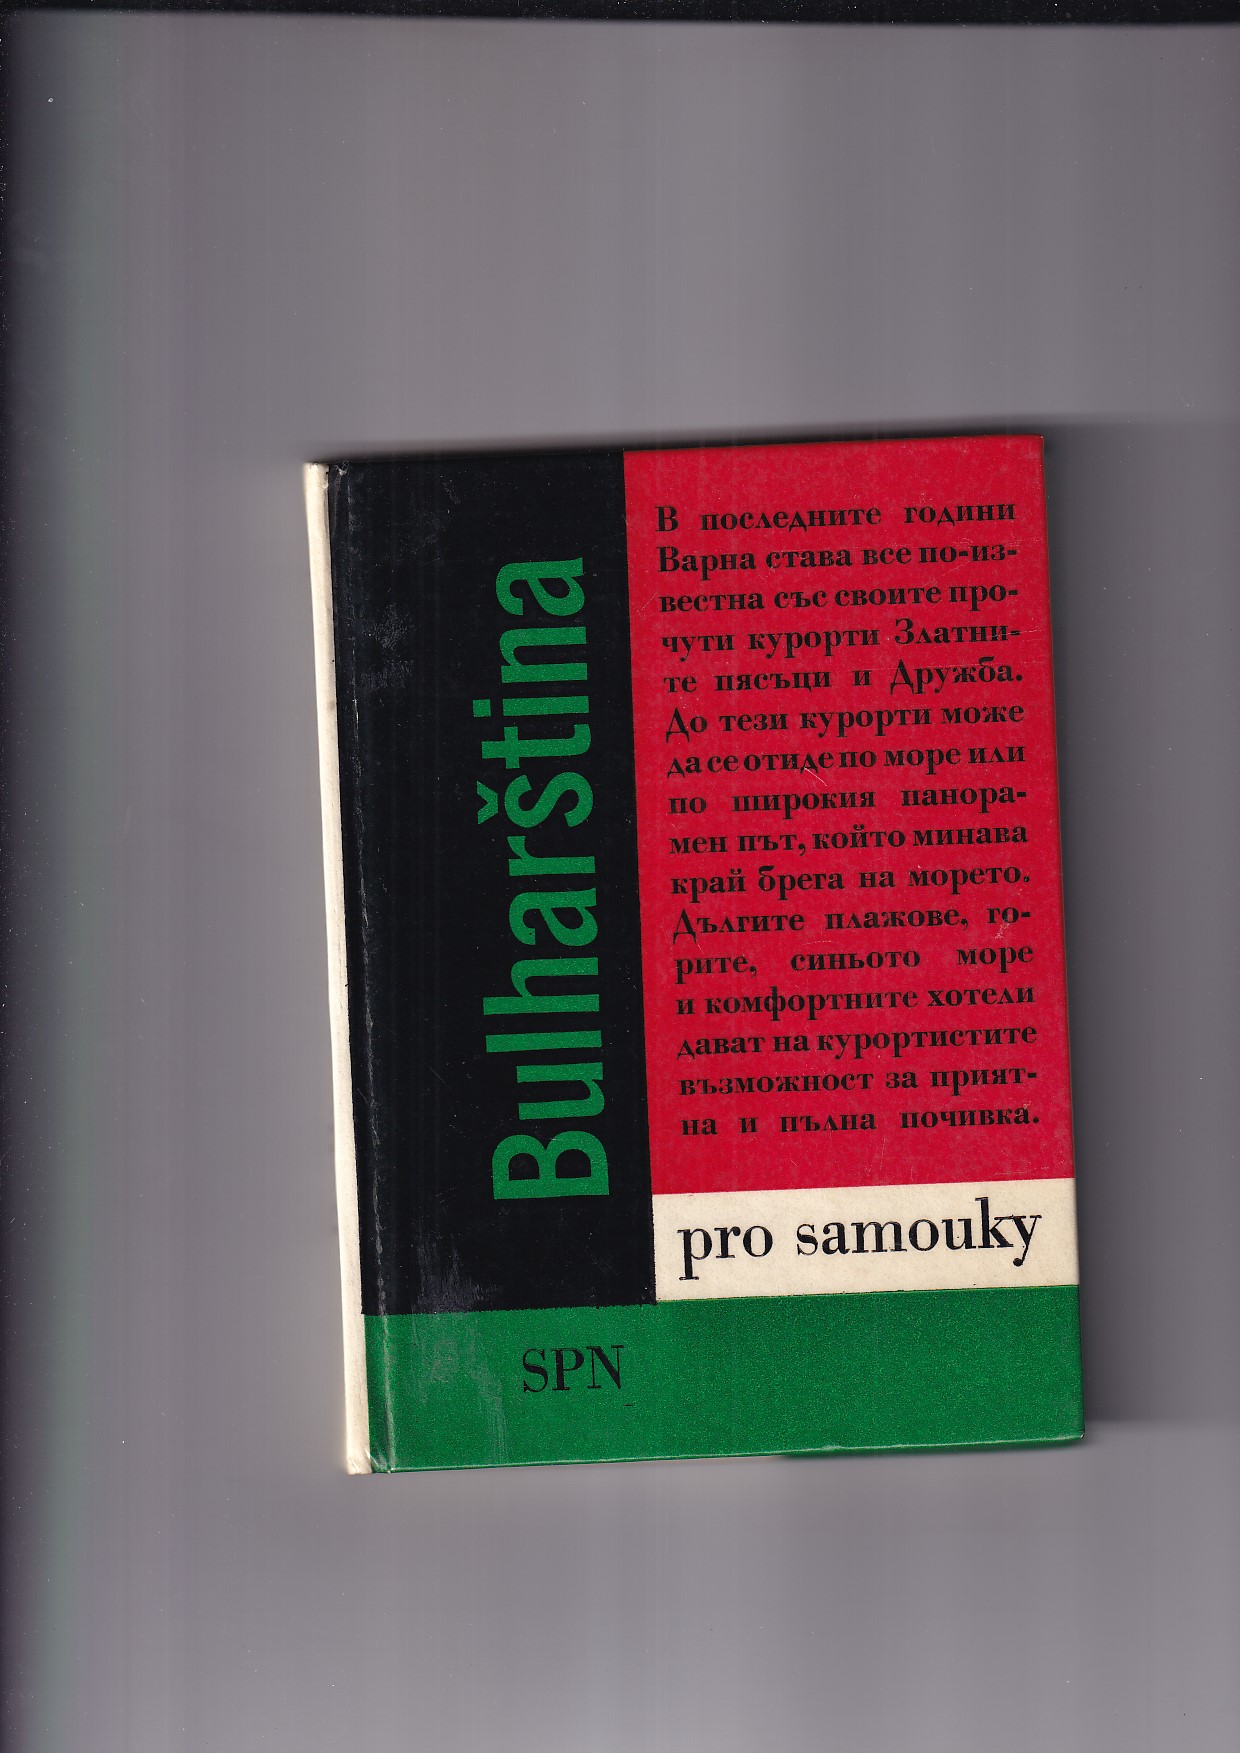 Bulharština
В последните години
Варна става все по-из-
вестна със своите про-
чути курорти Златни-
те пясъци и Дружба.
До тези курорти може
да се отиде по море или
по широкия панора-
мен път, който минава
край брега на морето.
Дългите плажове, го-
рите, синьото море
и комфортните хотели
дават на курортистите
възможност за прият-
на и пълна почивка.
pro samouky
SPN